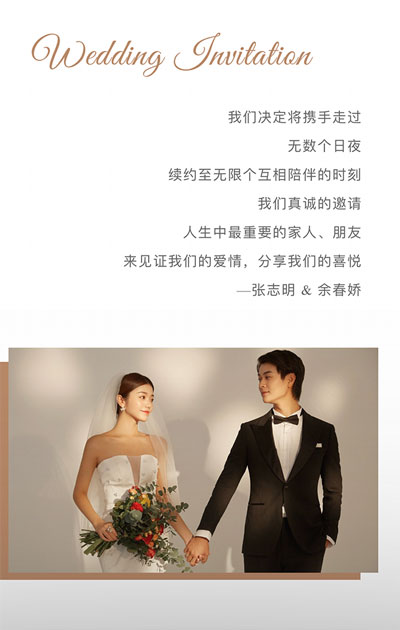 Wedding Invitation
我们决定将携手走过
无数个日夜
续约至无限个互相陪伴的时刻
我们真诚的邀请
人生中最重要的家人、朋友
来见证我们的爱情，分享我们的喜悦
—张志明 & 余春娇